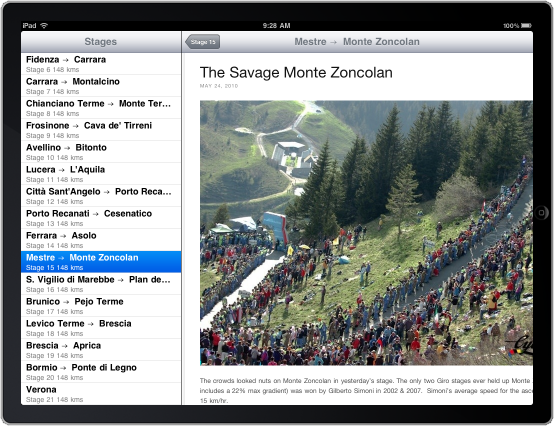 iPad
9:28 AM
100%
Stages
Stage 15
Mestre → Monte Zoncolan
Fidenza → Carrara
Stage 6 148 kms
Carrara → Montalcino
Stage 7 148 kms
Chianciano Terme → Monte Ter...
Stage 8 148 kms
Frosinone → Cava de' Tirreni
Stage 9 148 kms
Avellino → Bitonto
Stage 10 148 kms
Lucera → L'Aquila
Stage 11 148 kms
Città Sant'Angelo → Porto Reca...
Stage 12 148 kms
Porto Recanati → Cesenatico
Stage 13 148 kms
Ferrara → Asolo
Stage 14 148 kms
Mestre → Monte Zoncolan
Stage 15 148 kms
S. Vigilio di Marebbe → Plan de...
Stage 16 148 kms
Brunico → Pejo Terme
Stage 17 148 kms
Levico Terme → Brescia
Stage 18 148 kms
Brescia → Aprica
Stage 19 148 kms
Bormio → Ponte di Legno
Stage 20 148 kms
Verona
Stage 21 148 kms
The Savage Monte Zoncolan
MAY 24, 2010
The crowds looked nuts on Monte Zoncolan in yesterday's stage. The only two Giro stages ever held up Monte
includes a 22% max gradient) was won by Gilberto Simoni in 2002 & 2007. Simoni's average speed for the asce
15 km/hr.